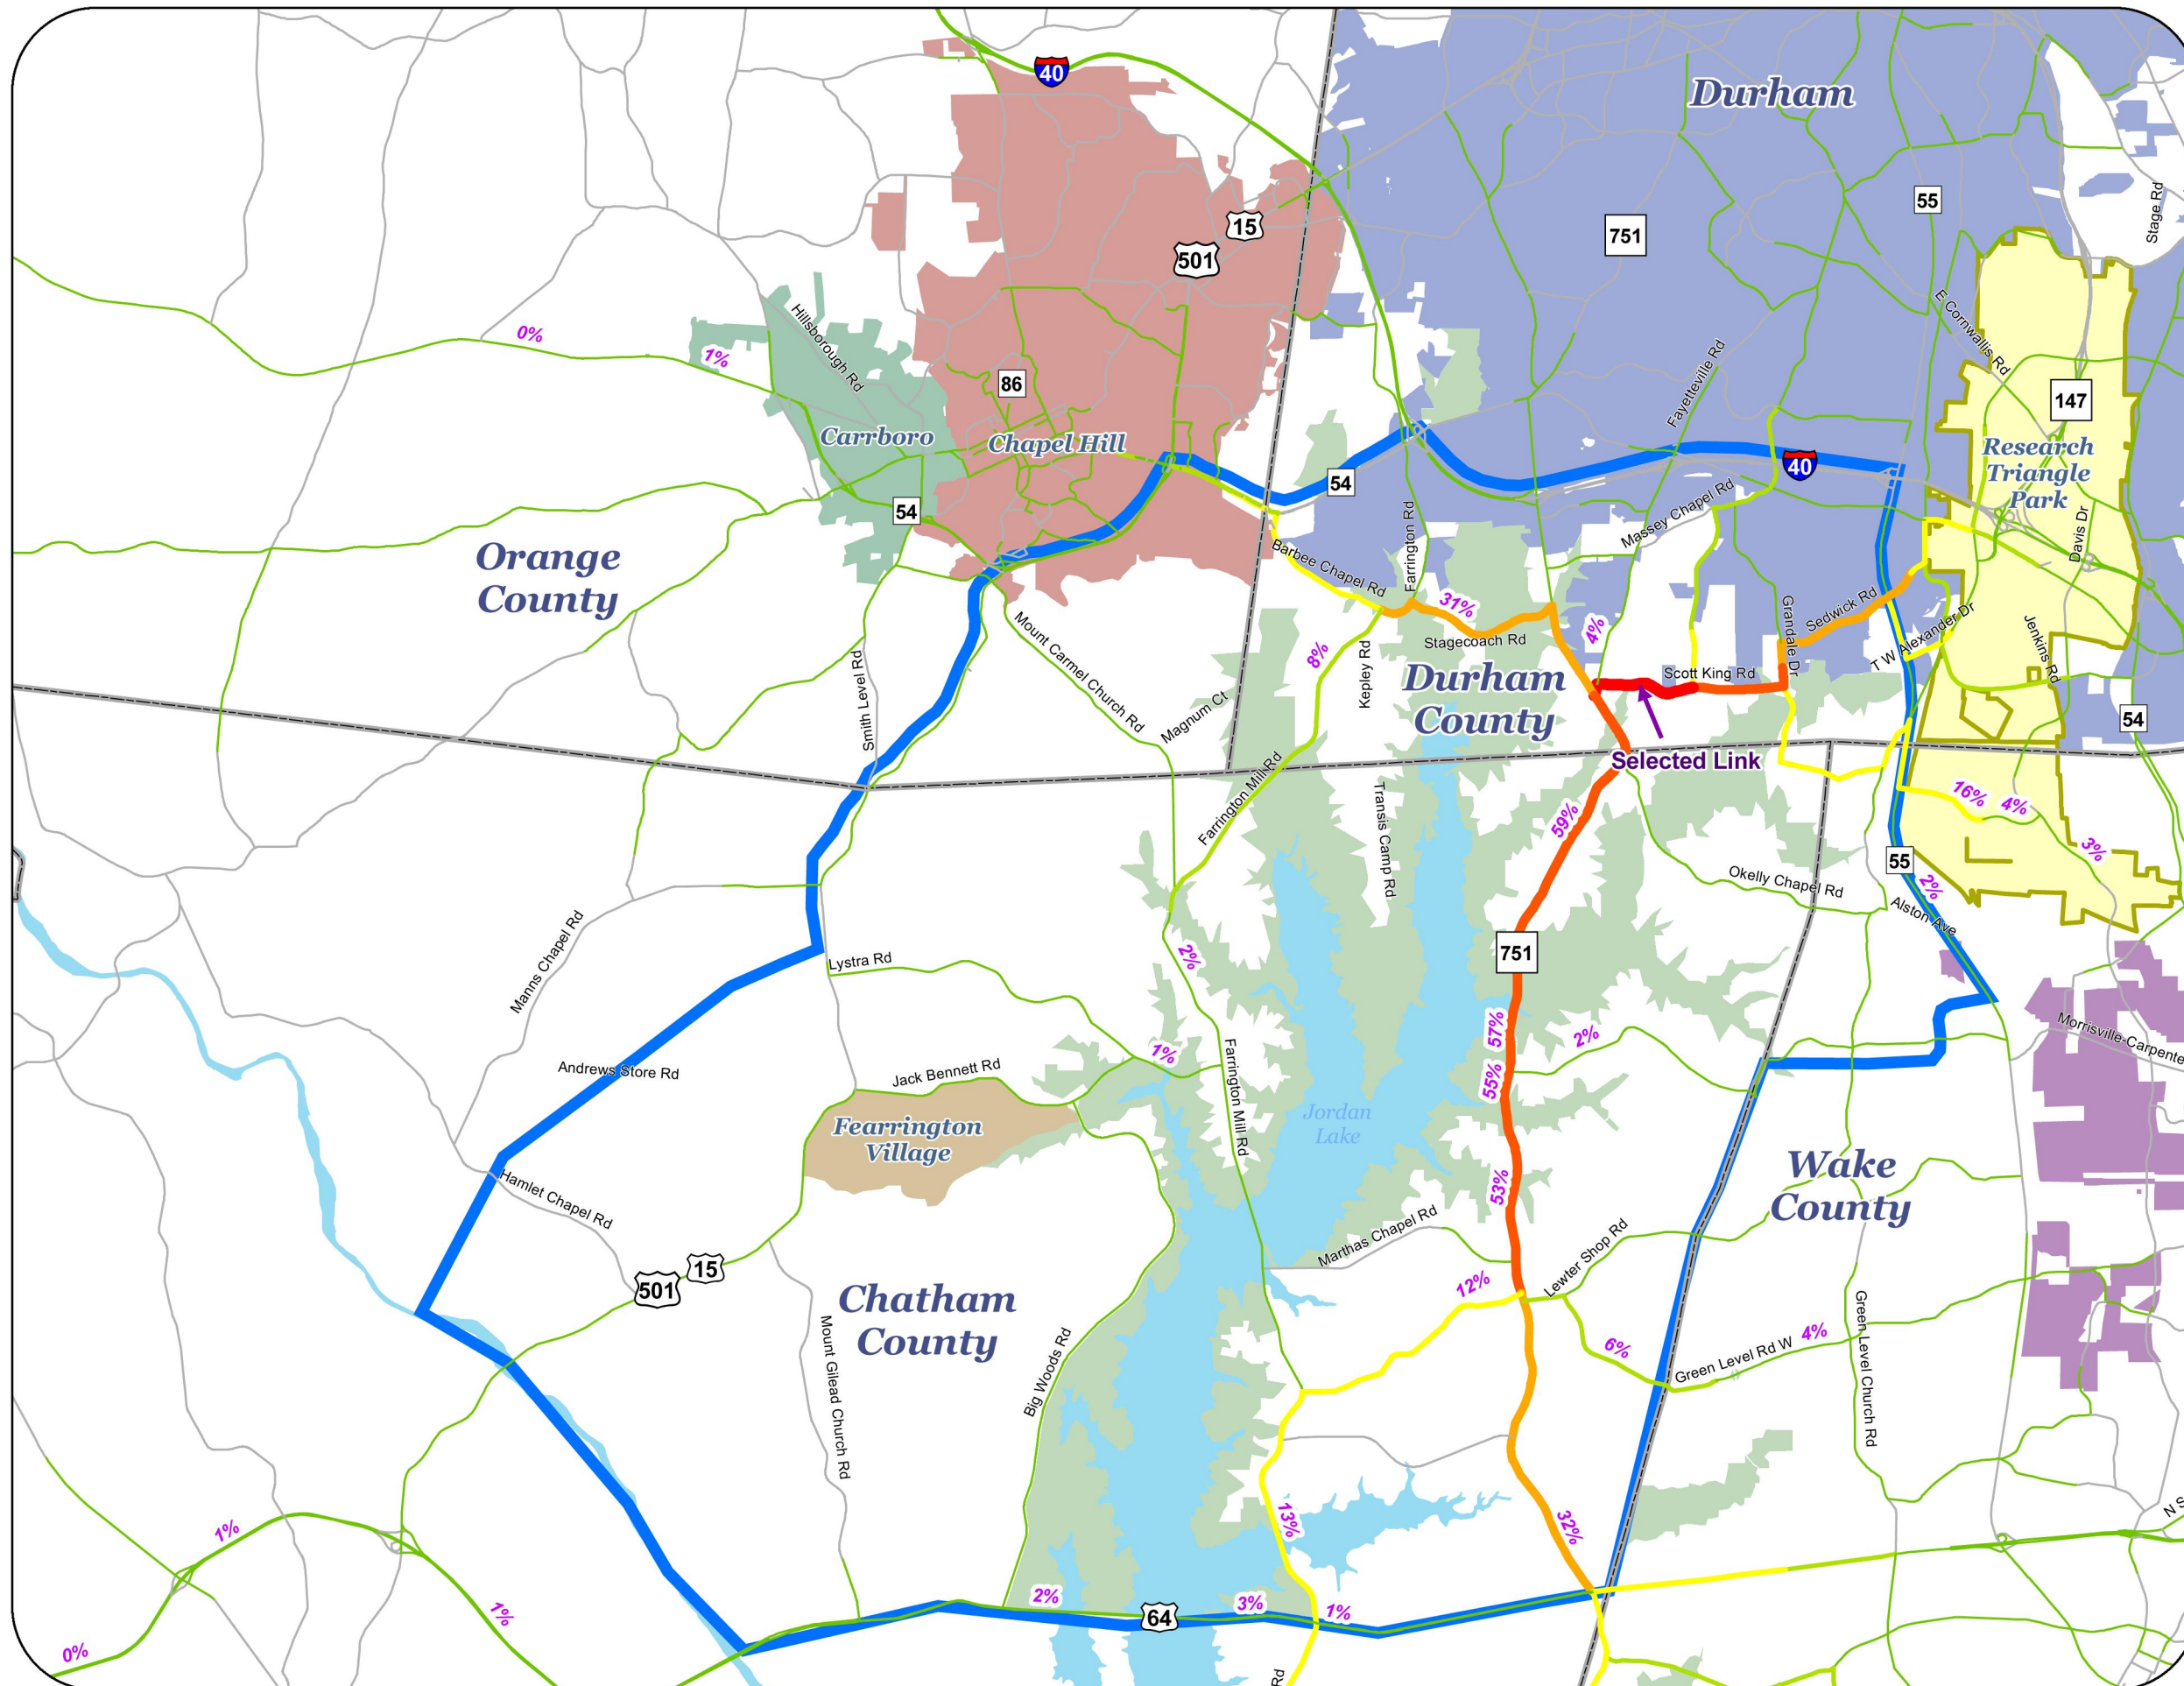 40
Durham
Stage Rd
55
15
751
501
E Cornwallis Rd
Hillsborough Rd
0%
1%
Fayetteville Rd
86
147
Carrboro
Chapel Hill
Research
Triangle
Park
40
54
54
Massey Chapel Rd
Davis Dr
Farrington Rd
Orange
County
Barbee Chapel Rd
31%
Stagecoach Rd
4%
Grandale Dr
Sedwick Rd
T W Alexander Dr
Jenkins Rd
Mount Carmel Church Rd
Smith Level Rd
8%
Kepley Rd
Durham
County
Scott King Rd
Magnum Ct
54
Selected Link
Farrington Mill Rd
Transis Camp Rd
59%
16%
4%
3%
55
2%
Okelly Chapel Rd
Alston Ave
Manns Chapel Rd
Lystra Rd
2%
751
57%
2%
55%
Morrisville-Carpente
Andrews Store Rd
Jack Bennett Rd
1%
Farrington Mill Rd
Jordan
Lake
Fearrington
Village
Hamlet Chapel Rd
53%
Wake
County
Marthas Chapel Rd
Lewter Shop Rd
501
15
12%
Chatham
County
Mount Gilead Church Rd
Big Woods Rd
6%
Green Level Rd W
4%
Green Level Church Rd
1%
13%
32%
N S
1%
2%
64
3%
1%
0%
Rd